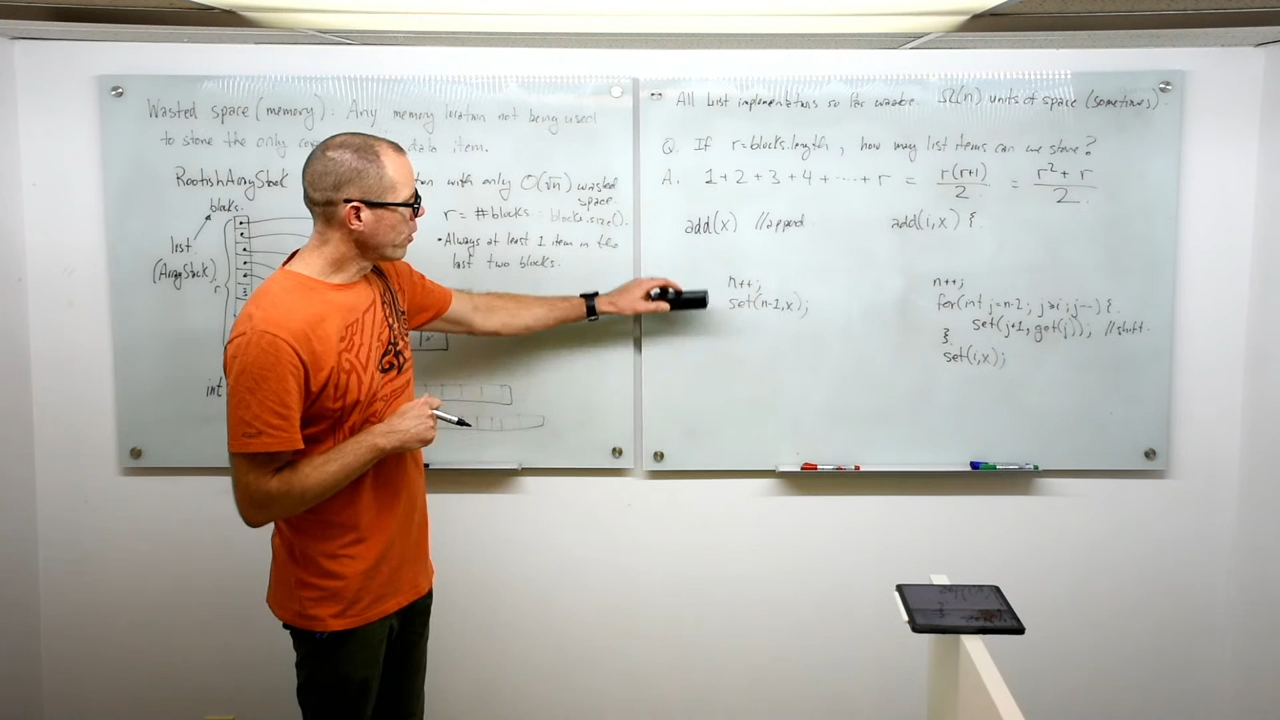 Wasted space (memory): Any memory location not being used
to store the only data item.
RootishArrayStack with only O(√n) wasted
space.
blocks
r = #blocks = blocks.size().
• Always at least 1 item in the
last two blocks.
list
(ArrayStack)
r
int
x
All List implementations so far waste Ω(n) units of space (sometimes).
Q. If r=blocks.length, how may list items can we store?
A. 1+2+3+4+⋯+r = r(r+1)/2 = r²+r/2
add(x) //append
n++;
set(n-1,x);
add(i,x) {
n++;
for(int j=n-2; j≥i; j--) {
set(j+1, get(j)); //shift
}
set(i,x);